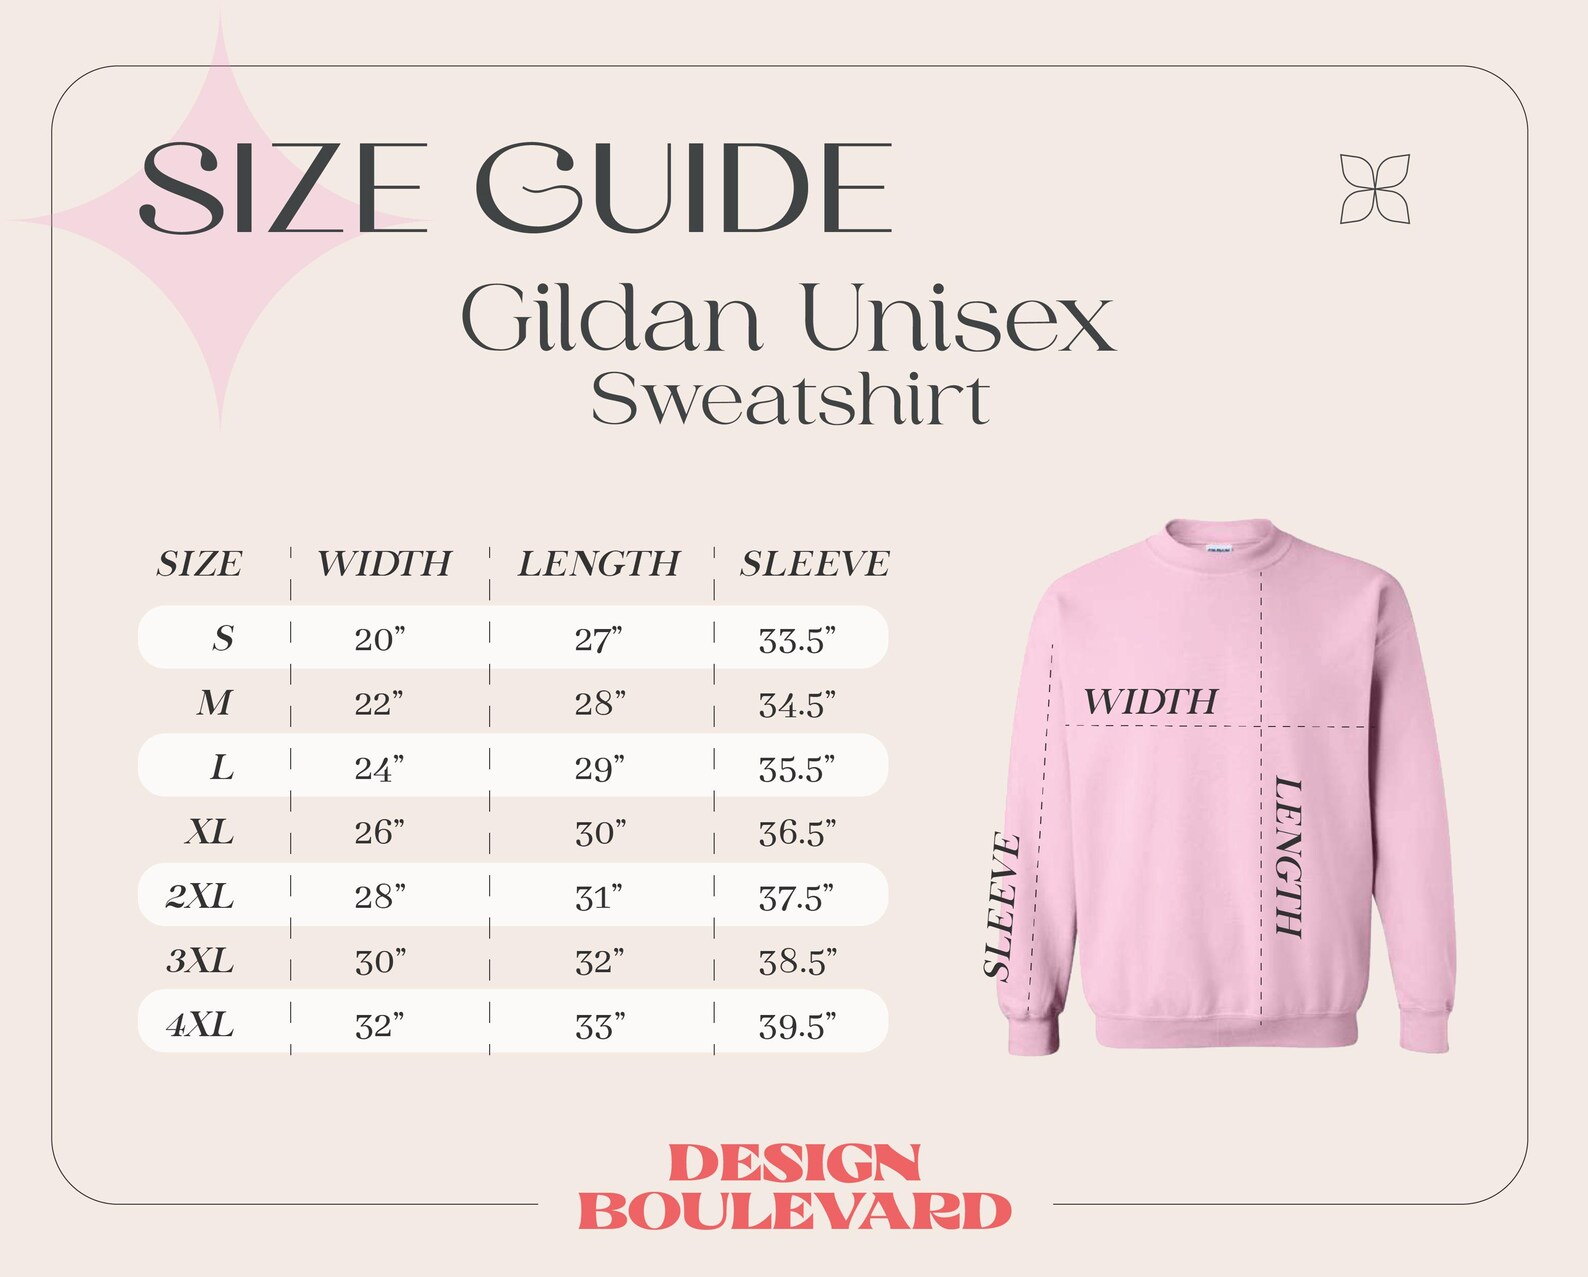 SIZE GUIDE
Gildan Unisex
Sweatshirt
SIZE WIDTH LENGTH SLEEVE
S 20” 27” 33.5”
M 22” 28” 34.5”
L 24” 29” 35.5”
XL 26” 30” 36.5”
2XL 28” 31” 37.5”
3XL 30” 32” 38.5”
4XL 32” 33” 39.5”
WIDTH
LENGTH
SLEEVE
DESIGN
BOULEVARD